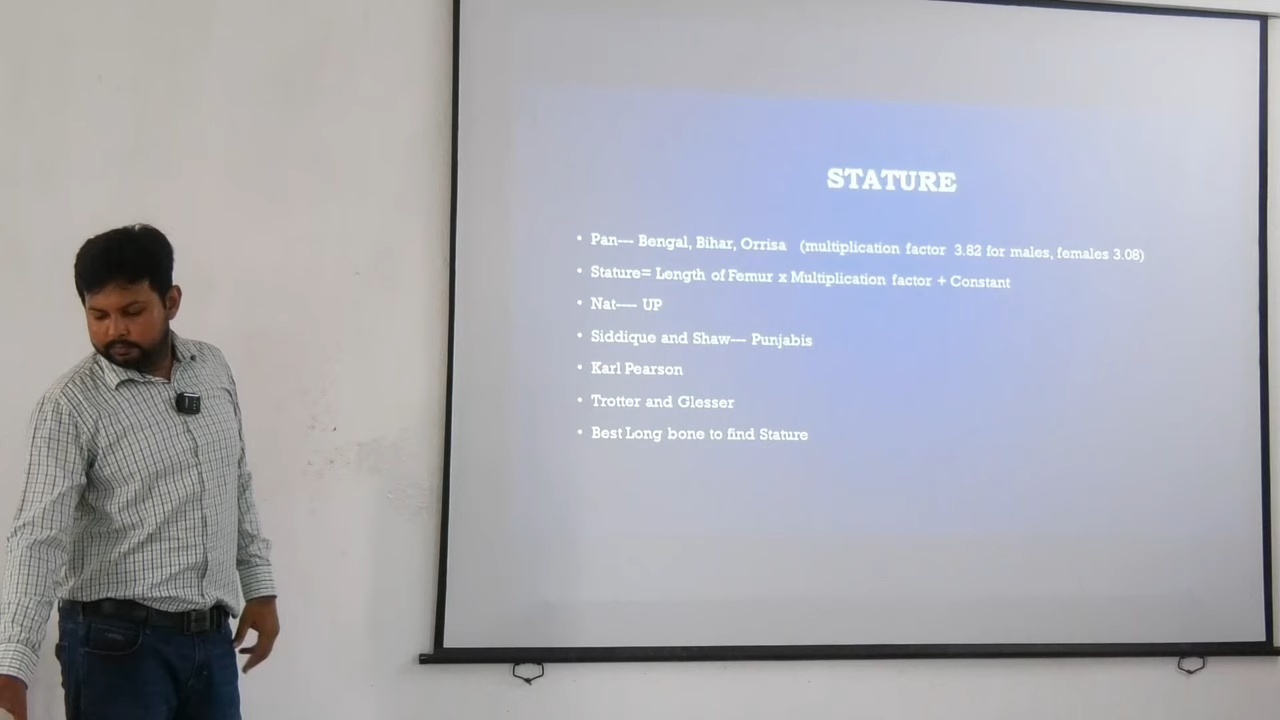 STATURE
• Pan--- Bengal, Bihar, Orrisa (multiplication factor 3.82 for males, females 3.08)
• Stature= Length of Femur x Multiplication factor + Constant
• Nat---- UP
• Siddique and Shaw--- Punjabis
• Karl Pearson
• Trotter and Glesser
• Best Long bone to find Stature